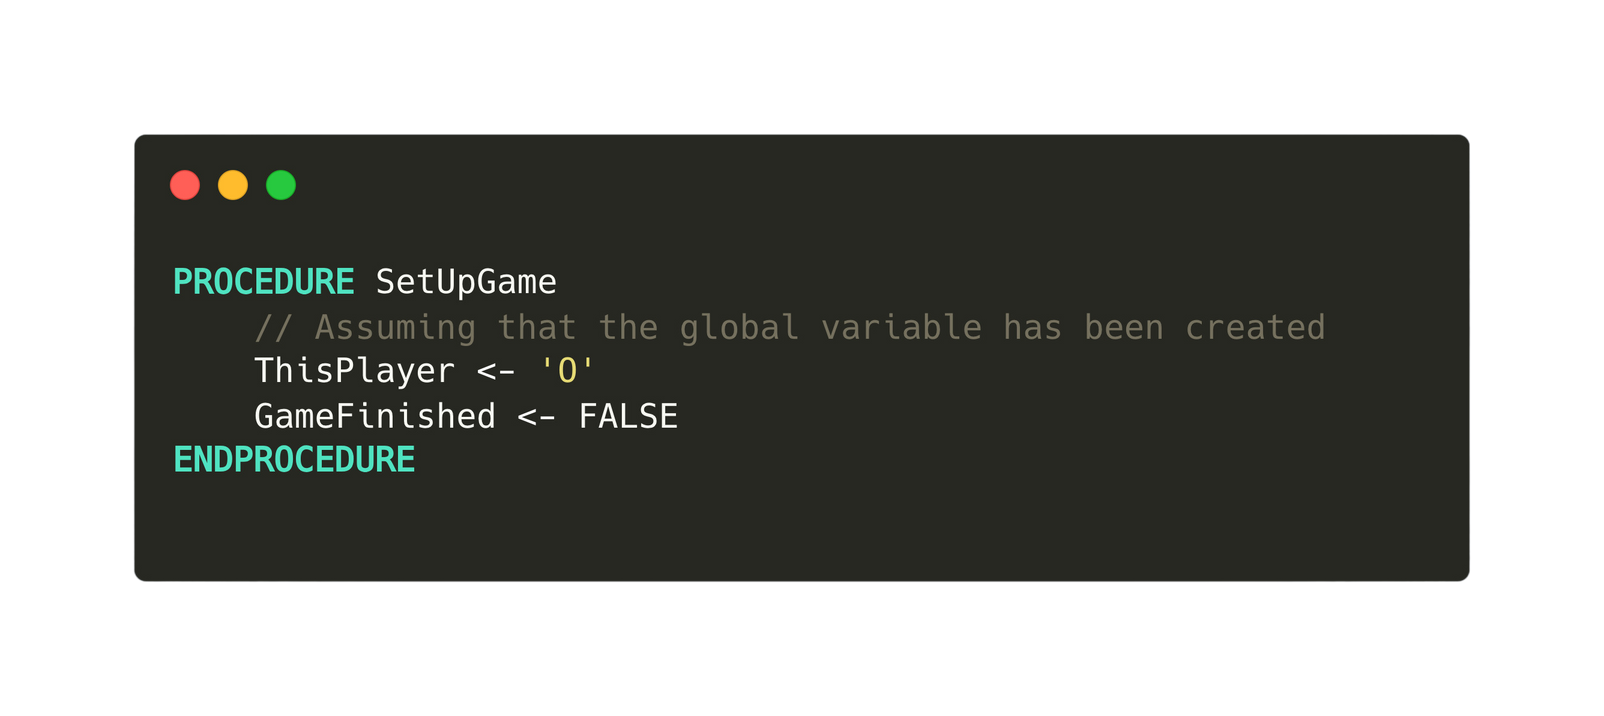 PROCEDURE SetUpGame
    // Assuming that the global variable has been created
    ThisPlayer <- 'O'
    GameFinished <- FALSE
ENDPROCEDURE